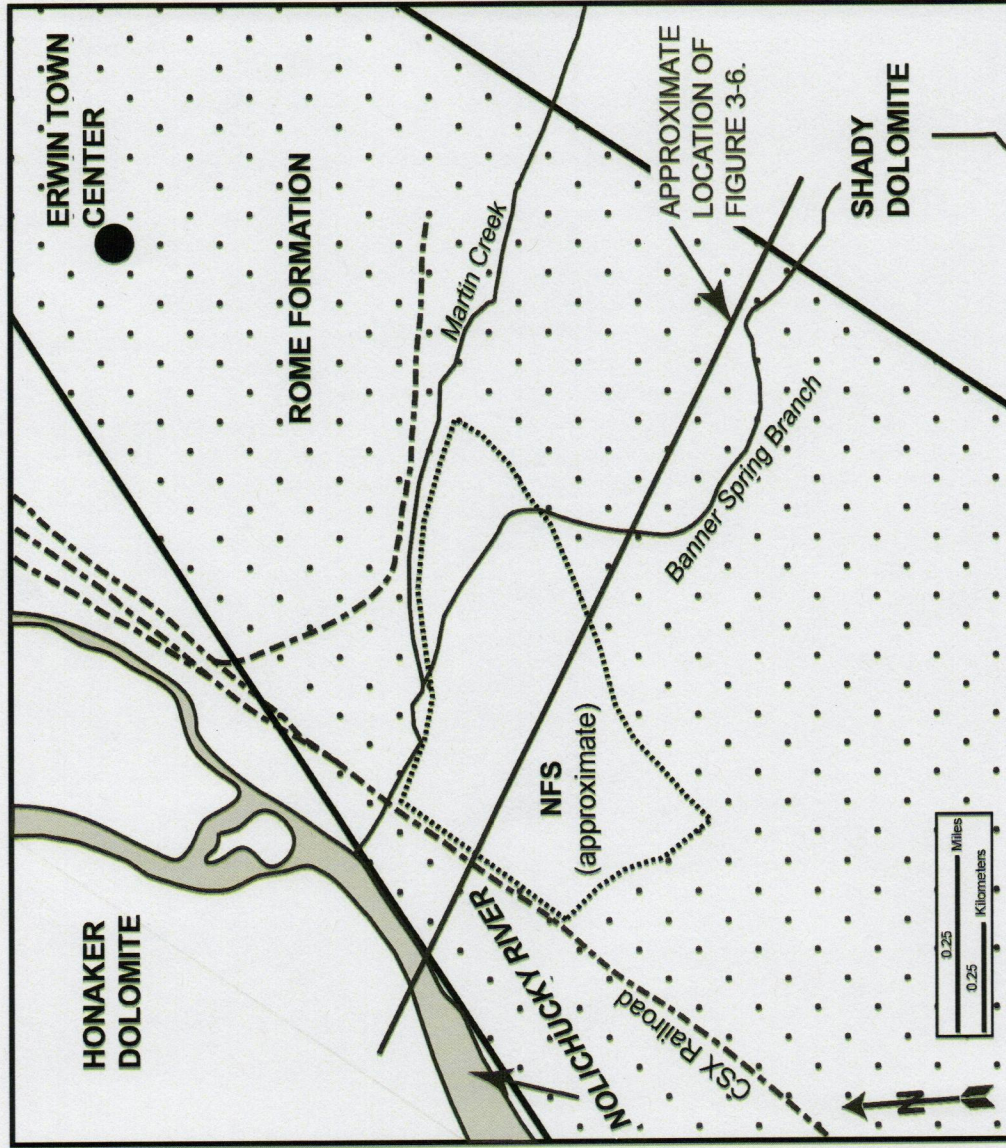 ERWIN TOWN
CENTER
ROME FORMATION
Martin Creek
APPROXIMATE
LOCATION OF
FIGURE 3-6.
SHADY
DOLOMITE
Banner Spring Branch
HONAKER
DOLOMITE
NFS
(approximate)
NOLICHUCKY RIVER
CSX Railroad
0.25
Miles
0.25
Kilometers
N